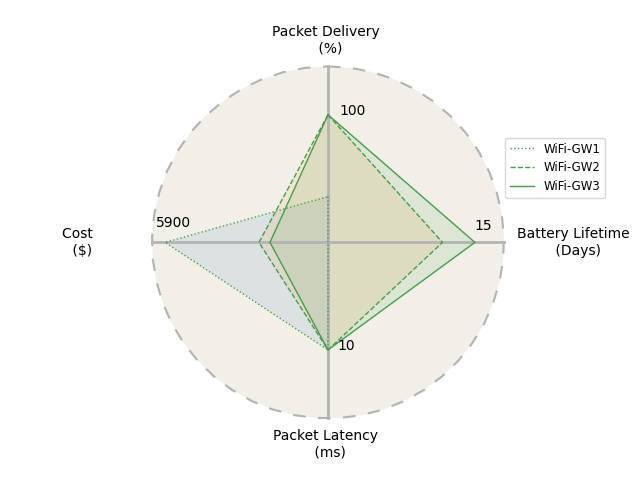 Packet Delivery
(%)
100
WiFi-GW1
WiFi-GW2
WiFi-GW3
5900
15
Cost
($)
Battery Lifetime
(Days)
10
Packet Latency
(ms)